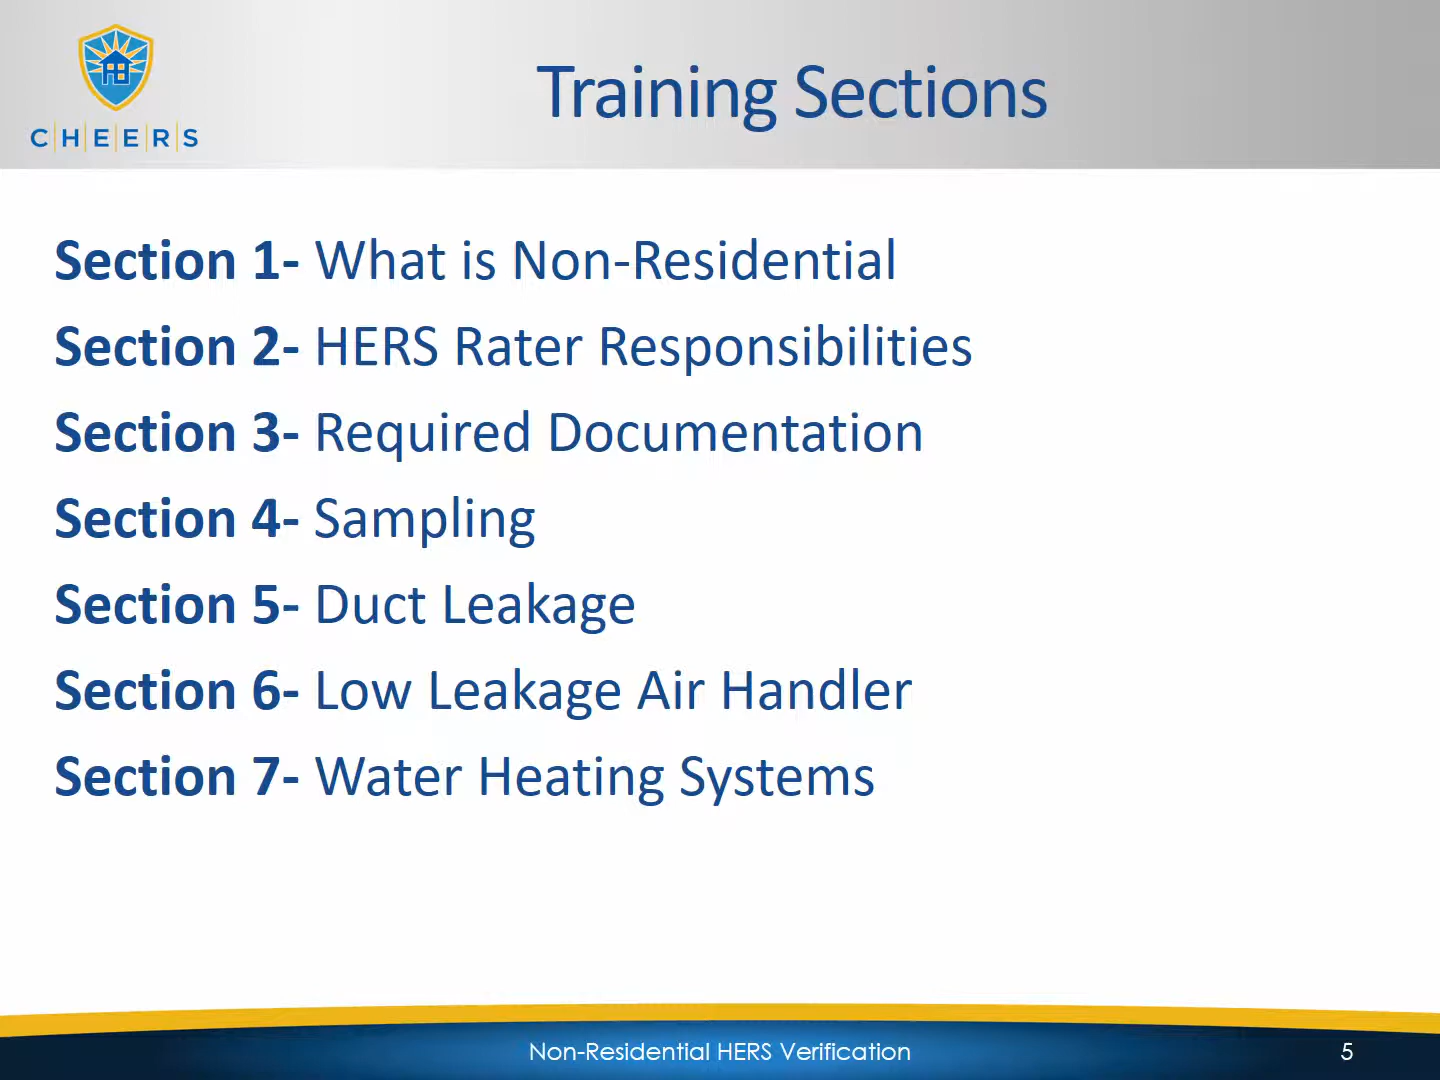 C|H|E|E|R|S
Training Sections
Section 1- What is Non-Residential
Section 2- HERS Rater Responsibilities
Section 3- Required Documentation
Section 4- Sampling
Section 5- Duct Leakage
Section 6- Low Leakage Air Handler
Section 7- Water Heating Systems
Non-Residential HERS Verification
5